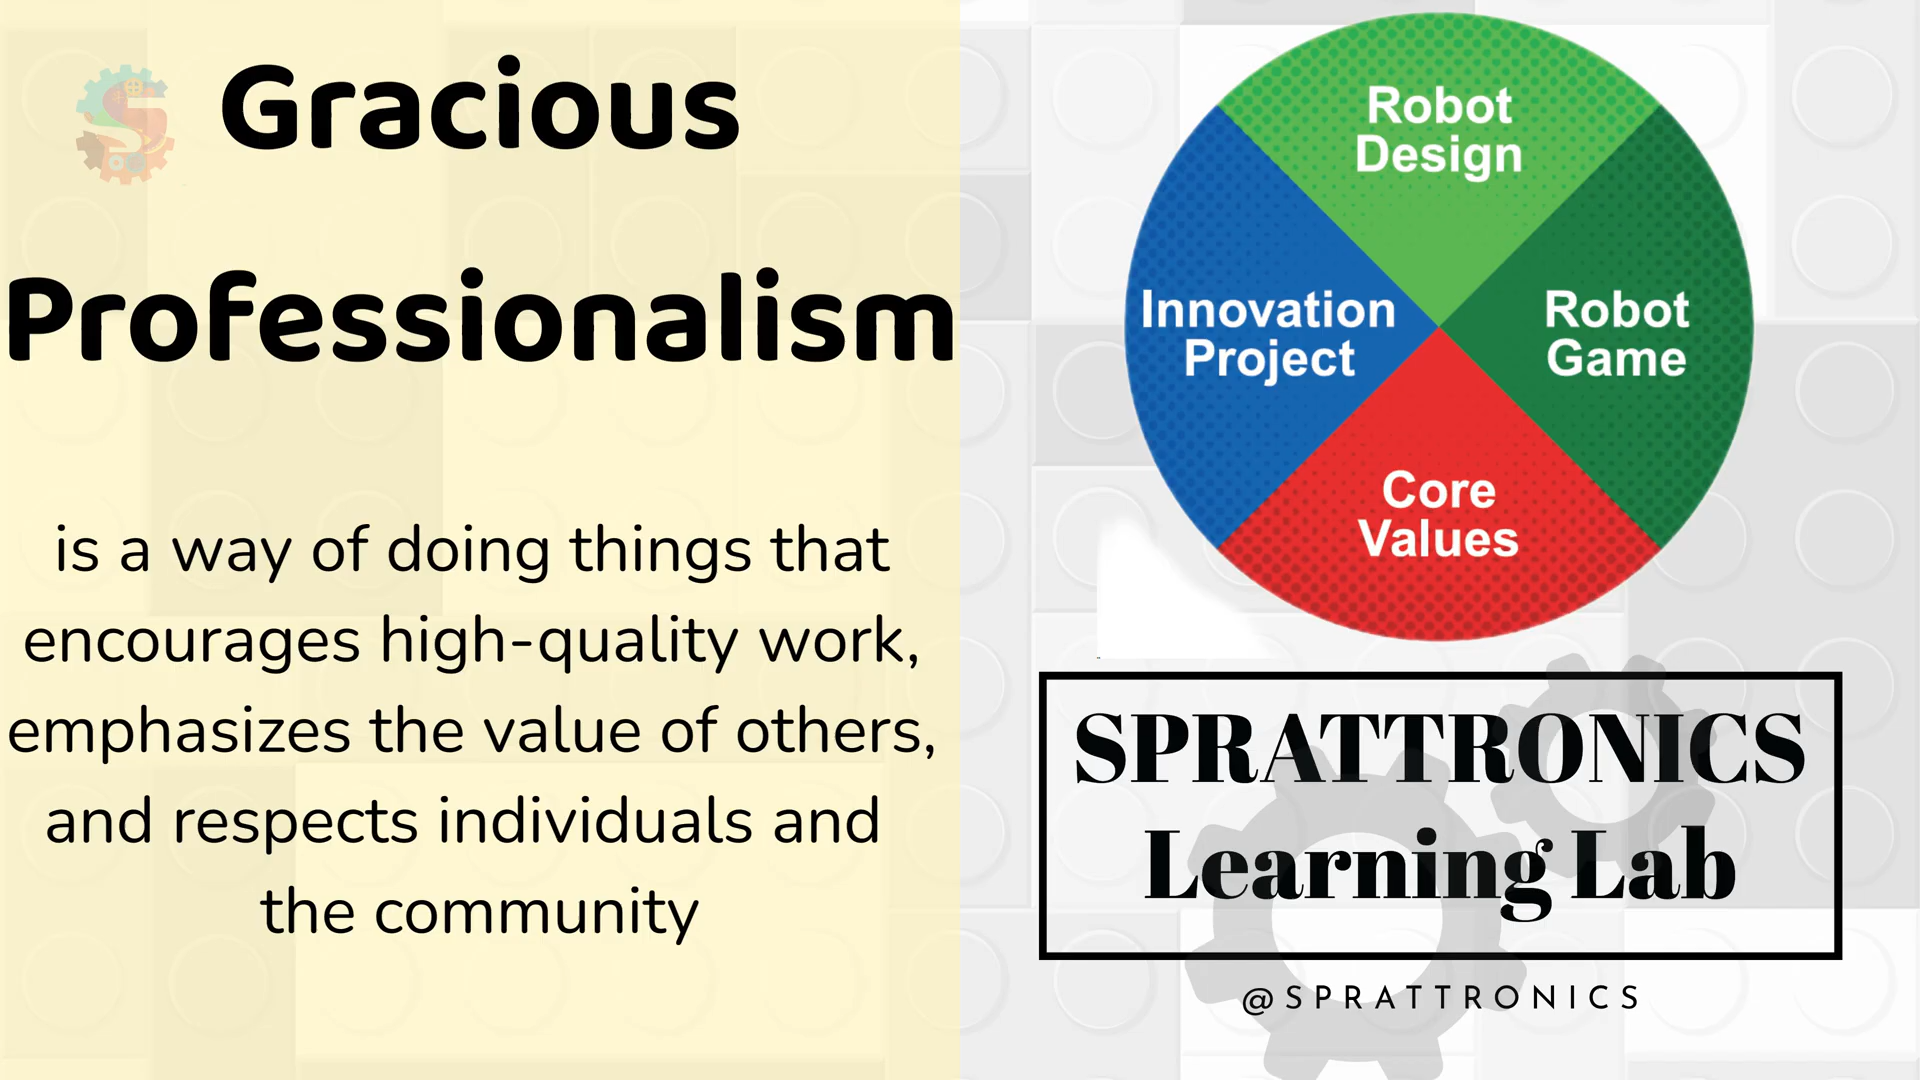 Gracious
Professionalism
is a way of doing things that
encourages high-quality work,
emphasizes the value of others,
and respects individuals and
the community
Robot
Design
Innovation
Project
Robot
Game
Core
Values
SPRATTRONICS
Learning Lab
@SPRATTRONICS